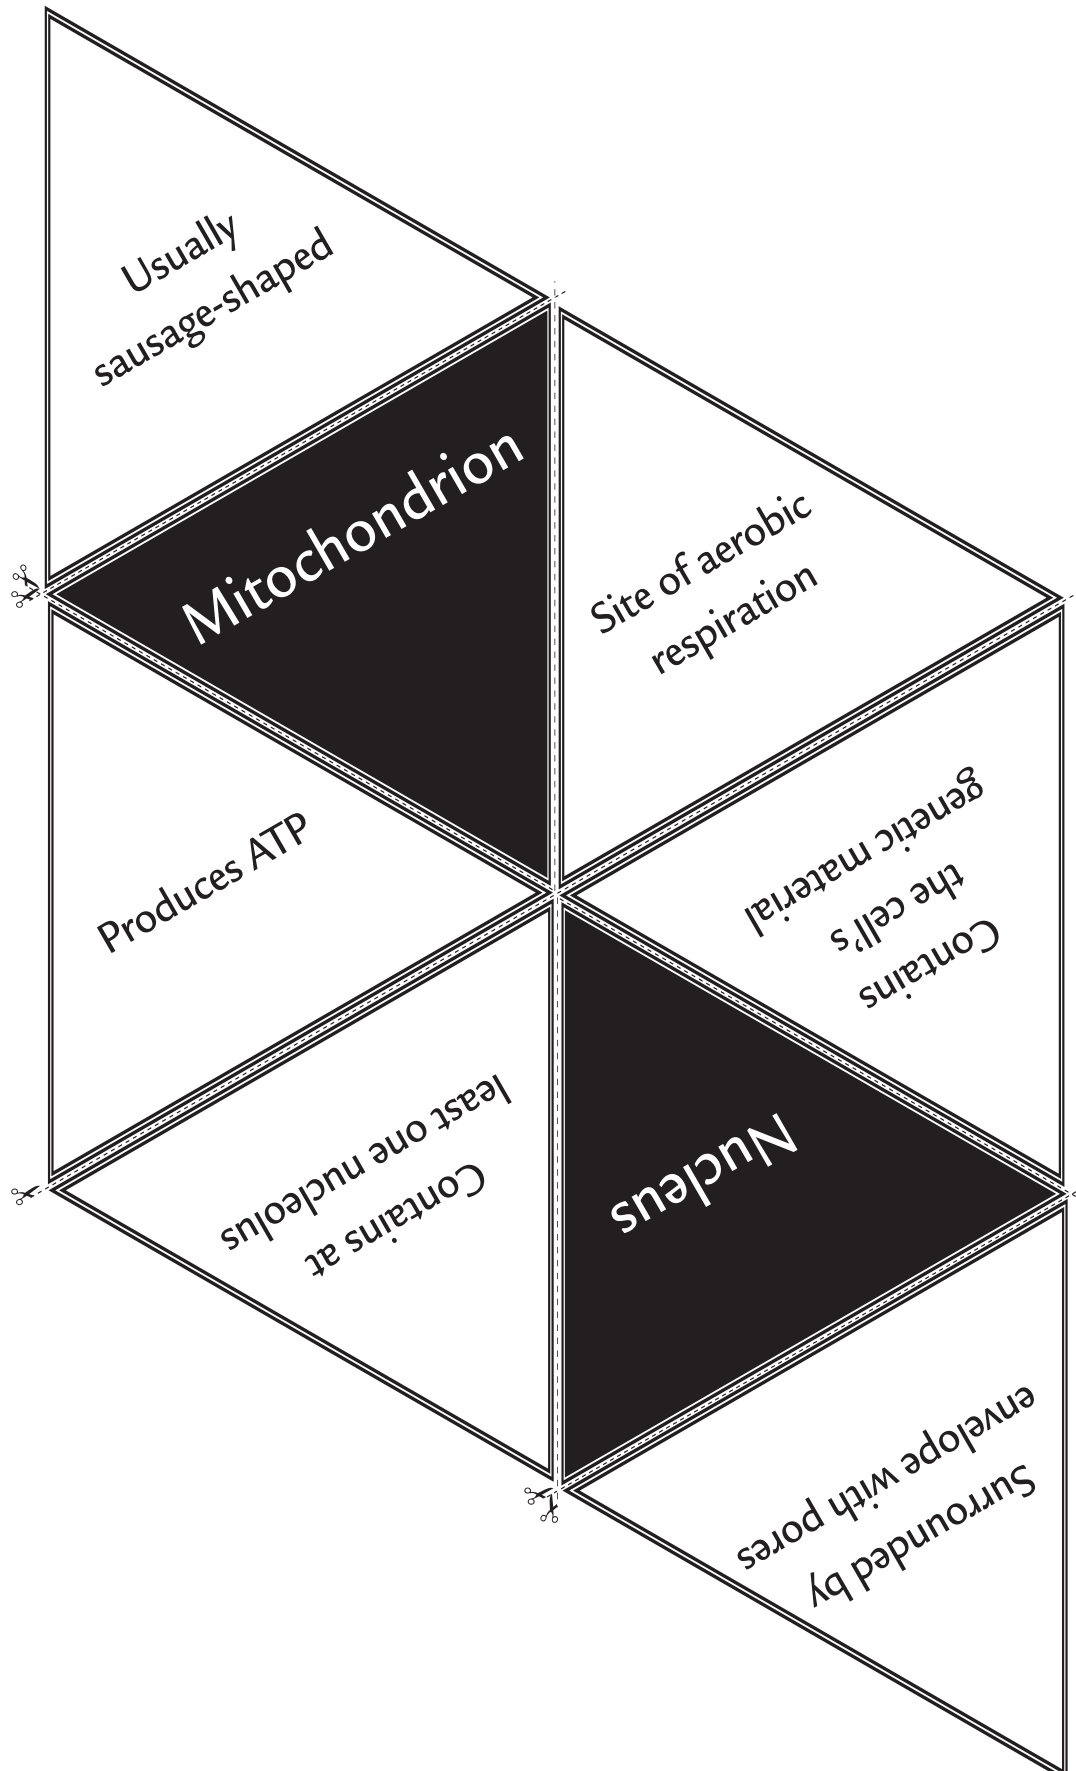 Usually
sausage-shaped
Mitochondrion
Site of aerobic
respiration
Produces ATP
Contains
the cell's
genetic material
Contains at
least one nucleolus
Nucleus
Surrounded by
envelope with pores